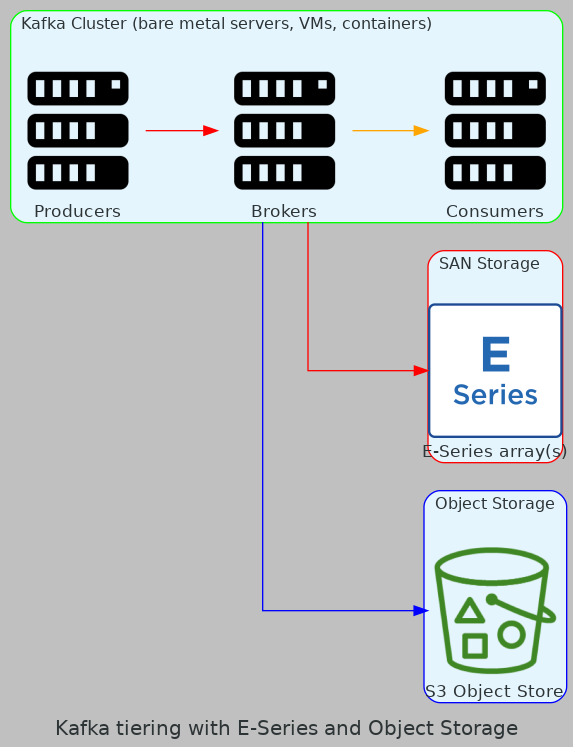 Kafka Cluster (bare metal servers, VMs, containers)
Producers
Brokers
Consumers
SAN Storage
E
Series
E-Series array(s)
Object Storage
S3 Object Store
Kafka tiering with E-Series and Object Storage